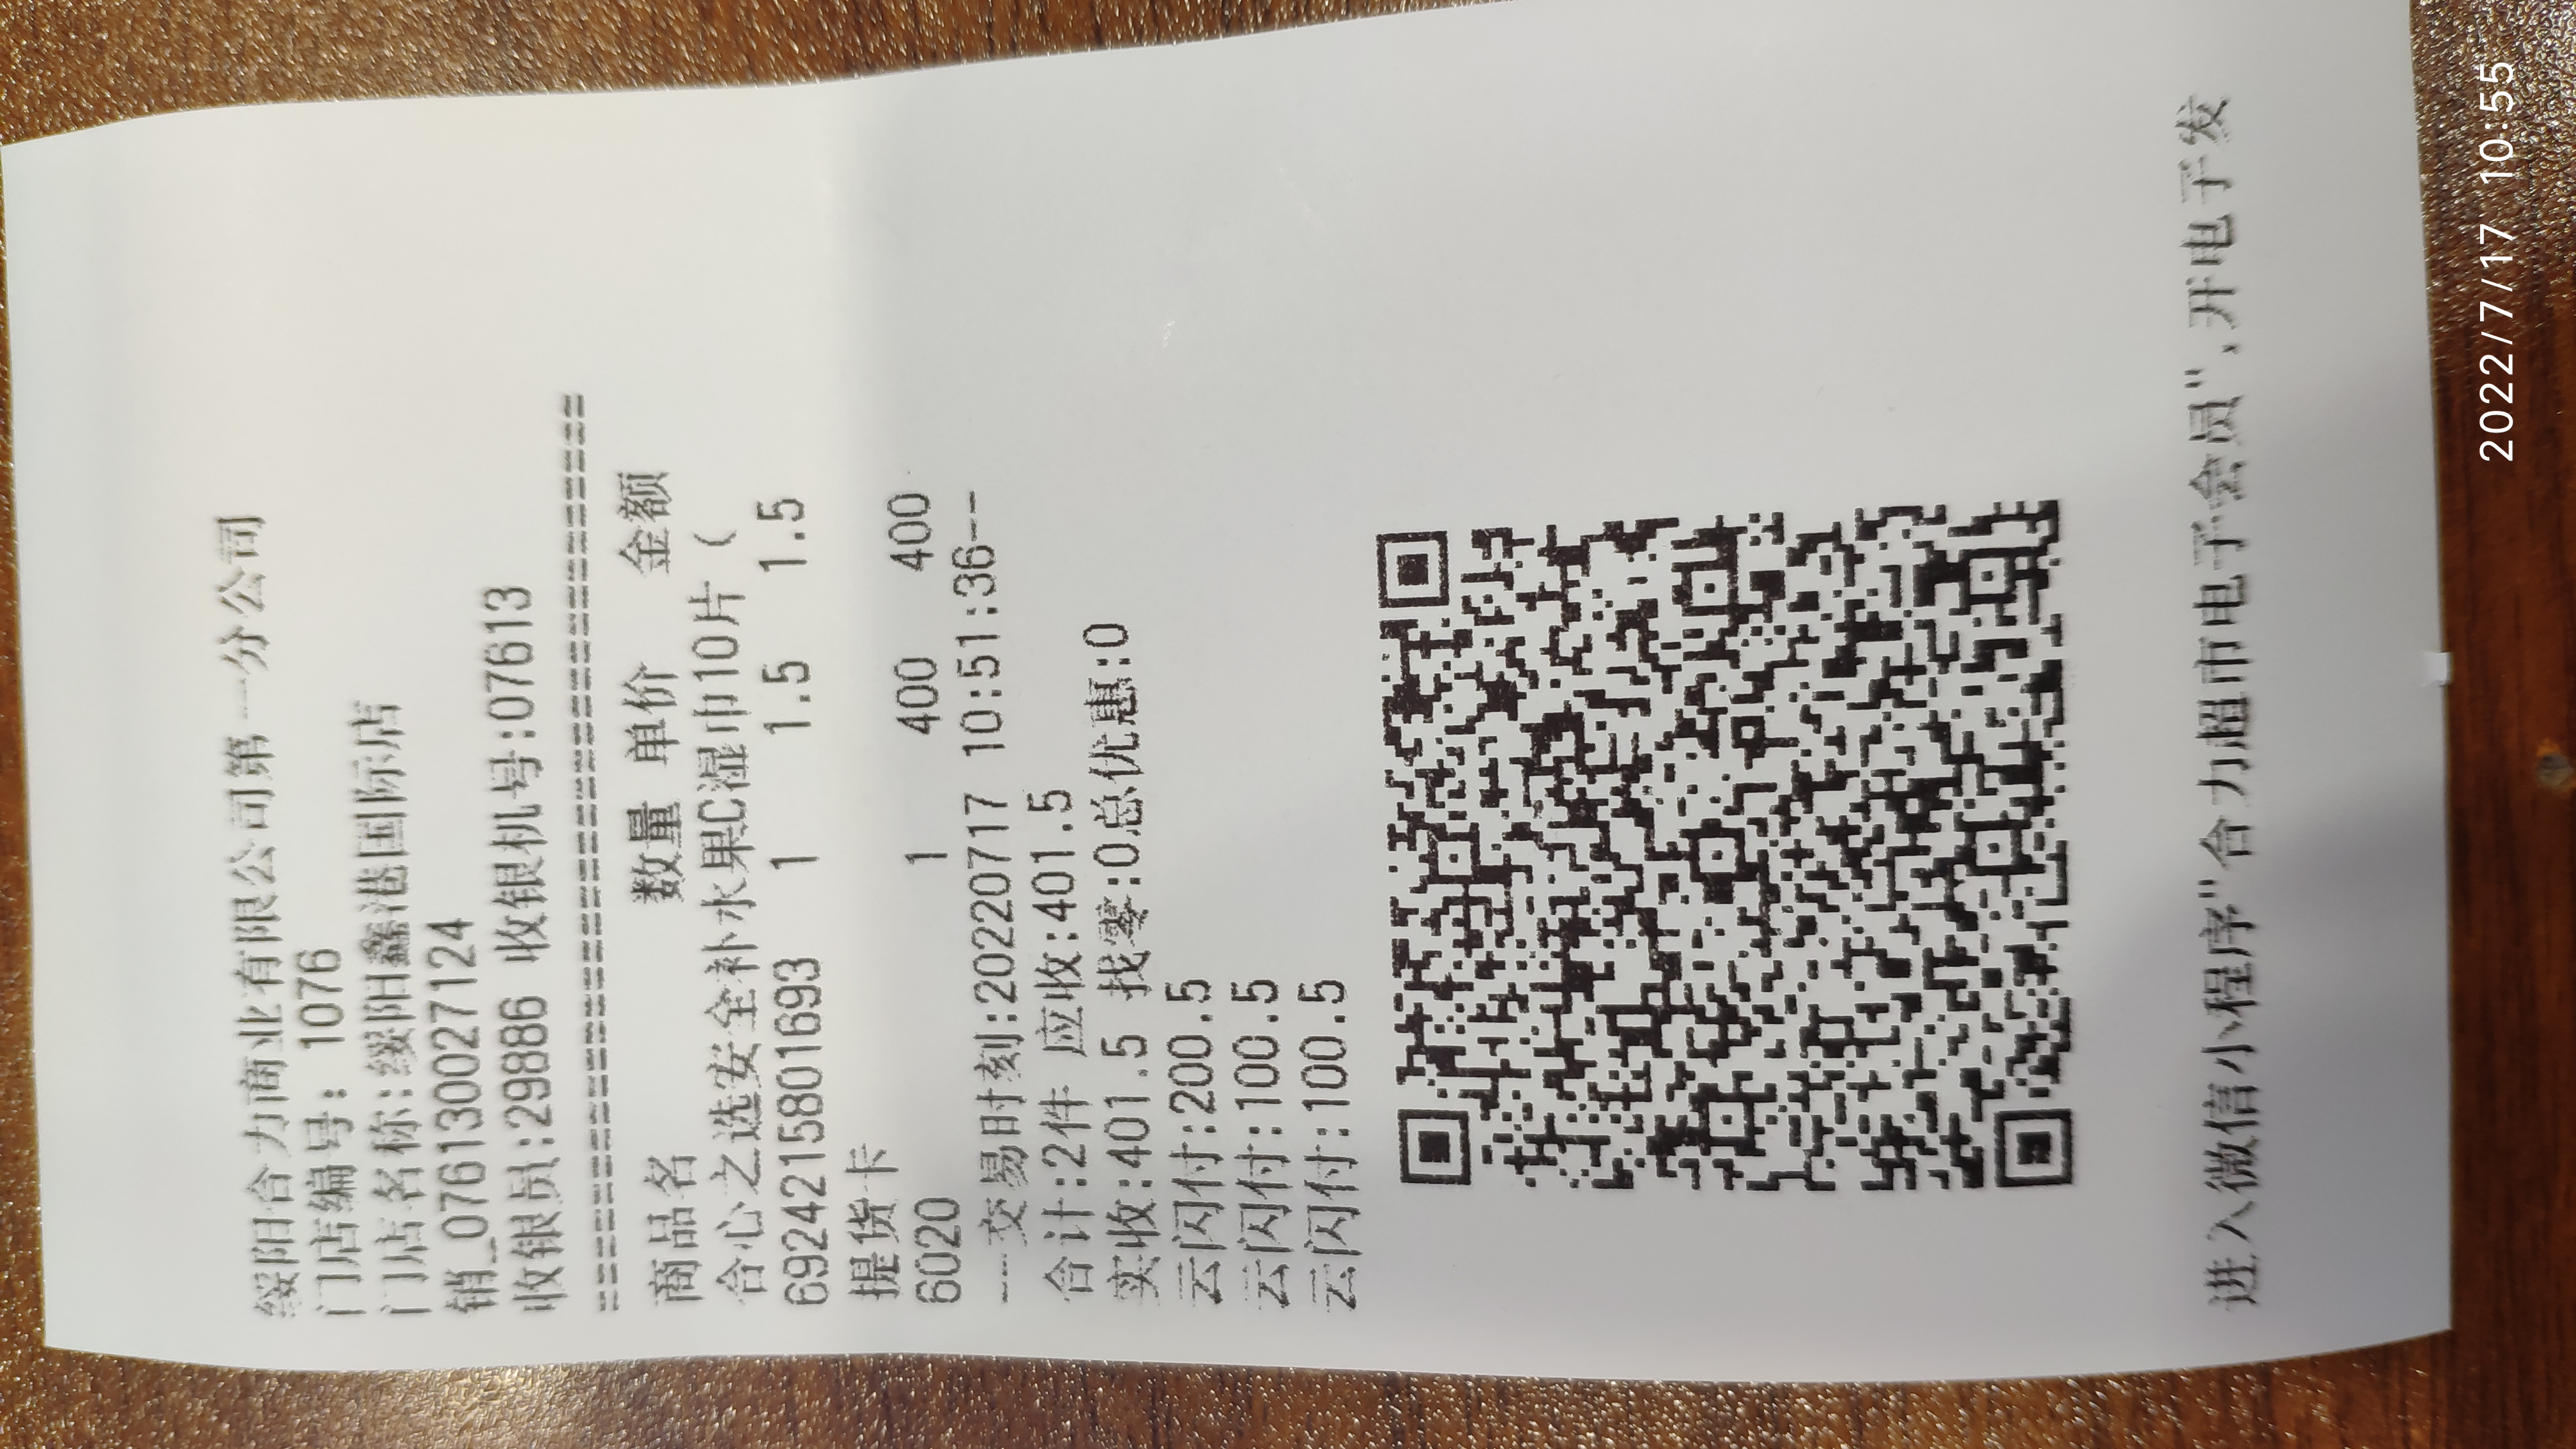 绥阳合力商业有限公司第一分公司
门店编号: 1076
门店名称:绥阳鑫港国际店
销_076130027124
收银员:29886 收银机号:07613
==========================================
商品名 数量 单价 金额
合心之选安全补水果C湿巾10片（
6924215801693 1 1.5 1.5
提货卡
6020 1 400 400
---交易时刻:20220717 10:51:36--
合计:2件 应收:401.5
实收:401.5 找零:0总优惠:0
云闪付:200.5
云闪付:100.5
云闪付:100.5
进入微信小程序"合力超市电子会员",开电子发
2022/7/17 10:55